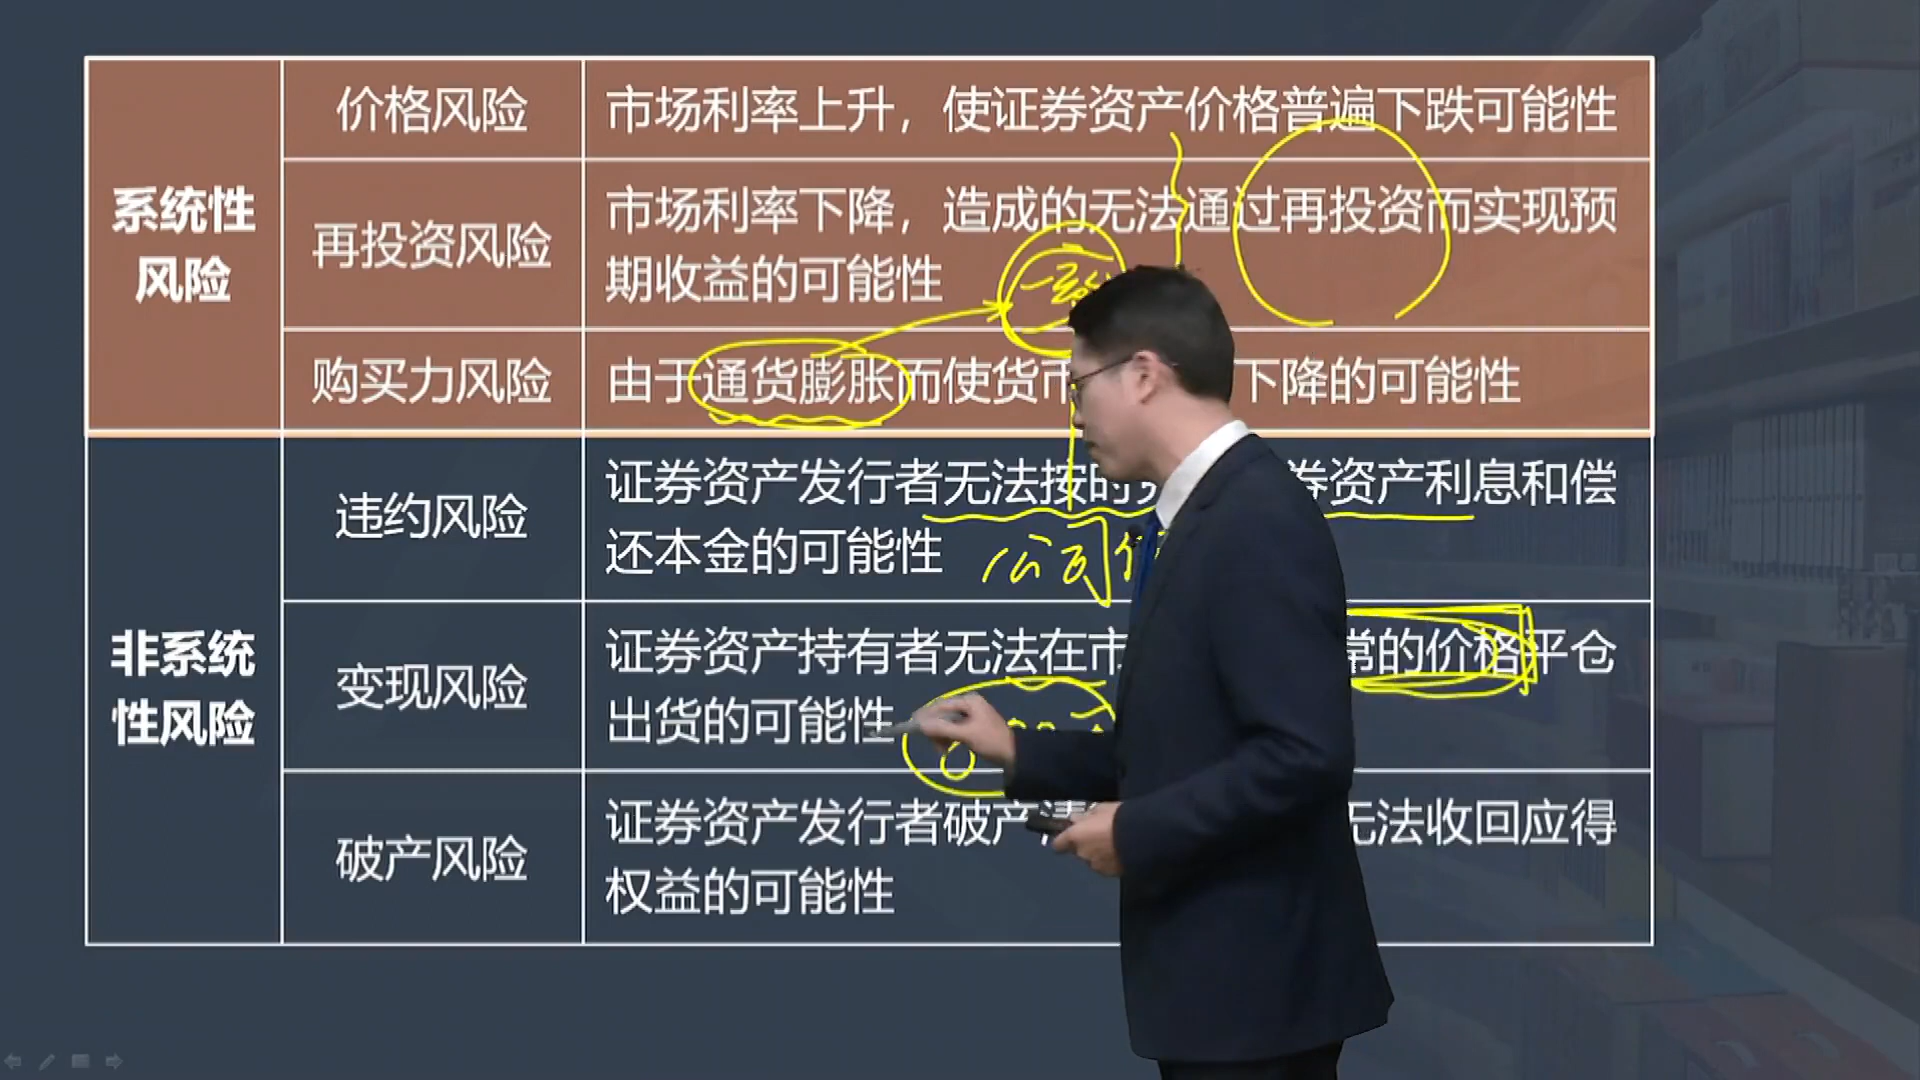 系统性
风险
价格风险
市场利率上升，使证券资产价格普遍下跌可能性
再投资风险
市场利率下降，造成的无法通过再投资而实现预
期收益的可能性
购买力风险
由于通货膨胀而使货币 下降的可能性
非系统
性风险
违约风险
证券资产发行者无法按时 券资产利息和偿
还本金的可能性
公司
变现风险
证券资产持有者无法在市 常的价格平仓
出货的可能性
破产风险
证券资产发行者破产清 无法收回应得
权益的可能性